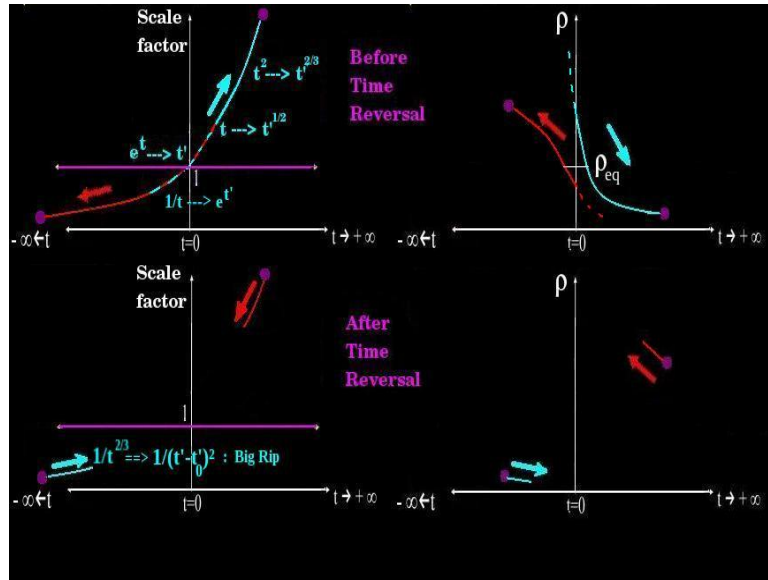 Scale
factor
t^2 ---> t'^2/3
t ---> t'^1/2
e^t ---> t'
1
1/t ---> e^t'
- ∞ ← t
t=0
t → + ∞
Before
Time
Reversal
ρ
ρeq
- ∞ ← t
t=0
t → + ∞
Scale
factor
1
1/t^2/3 ==> 1/(t'-t'0)^2 : Big Rip
- ∞ ← t
t=0
t → + ∞
After
Time
Reversal
ρ
- ∞ ← t
t=0
t → + ∞